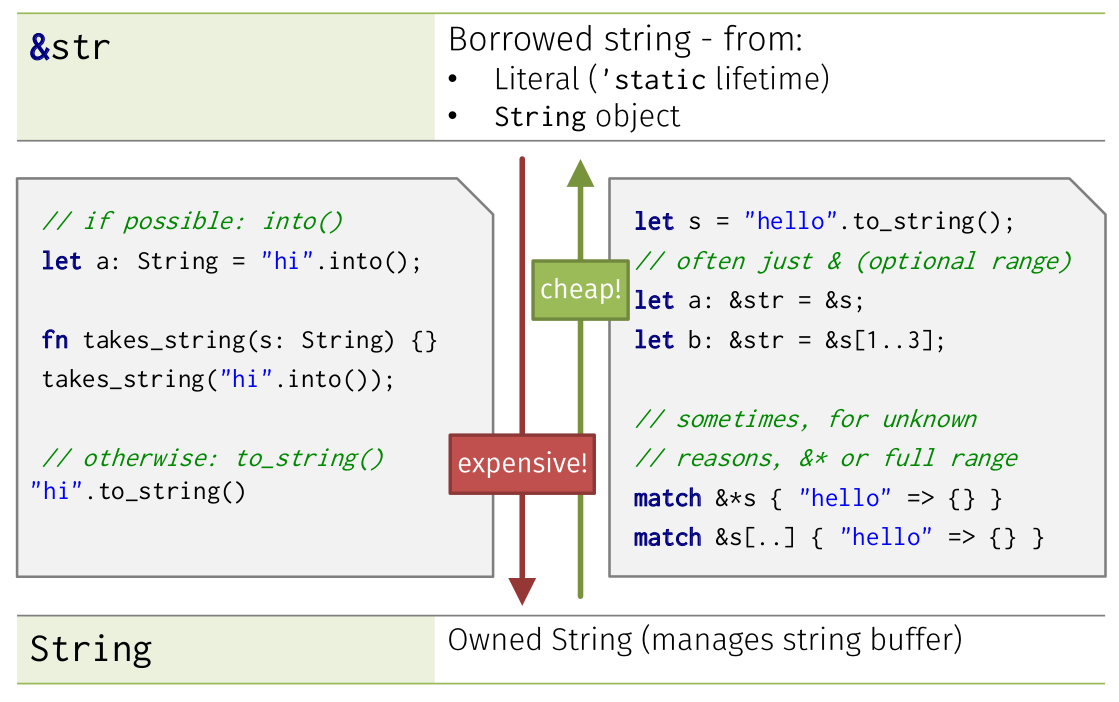 &str
Borrowed string - from:
• Literal ('static lifetime)
• String object
// if possible: into()
let a: String = "hi".into();
fn takes_string(s: String) {}
takes_string("hi".into());
// otherwise: to_string()
"hi".to_string()
expensive!
cheap!
let s = "hello".to_string();
// often just & (optional range)
let a: &str = &s;
let b: &str = &s[1..3];
// sometimes, for unknown
// reasons, &* or full range
match &*s { "hello" => {} }
match &s[..] { "hello" => {} }
String
Owned String (manages string buffer)